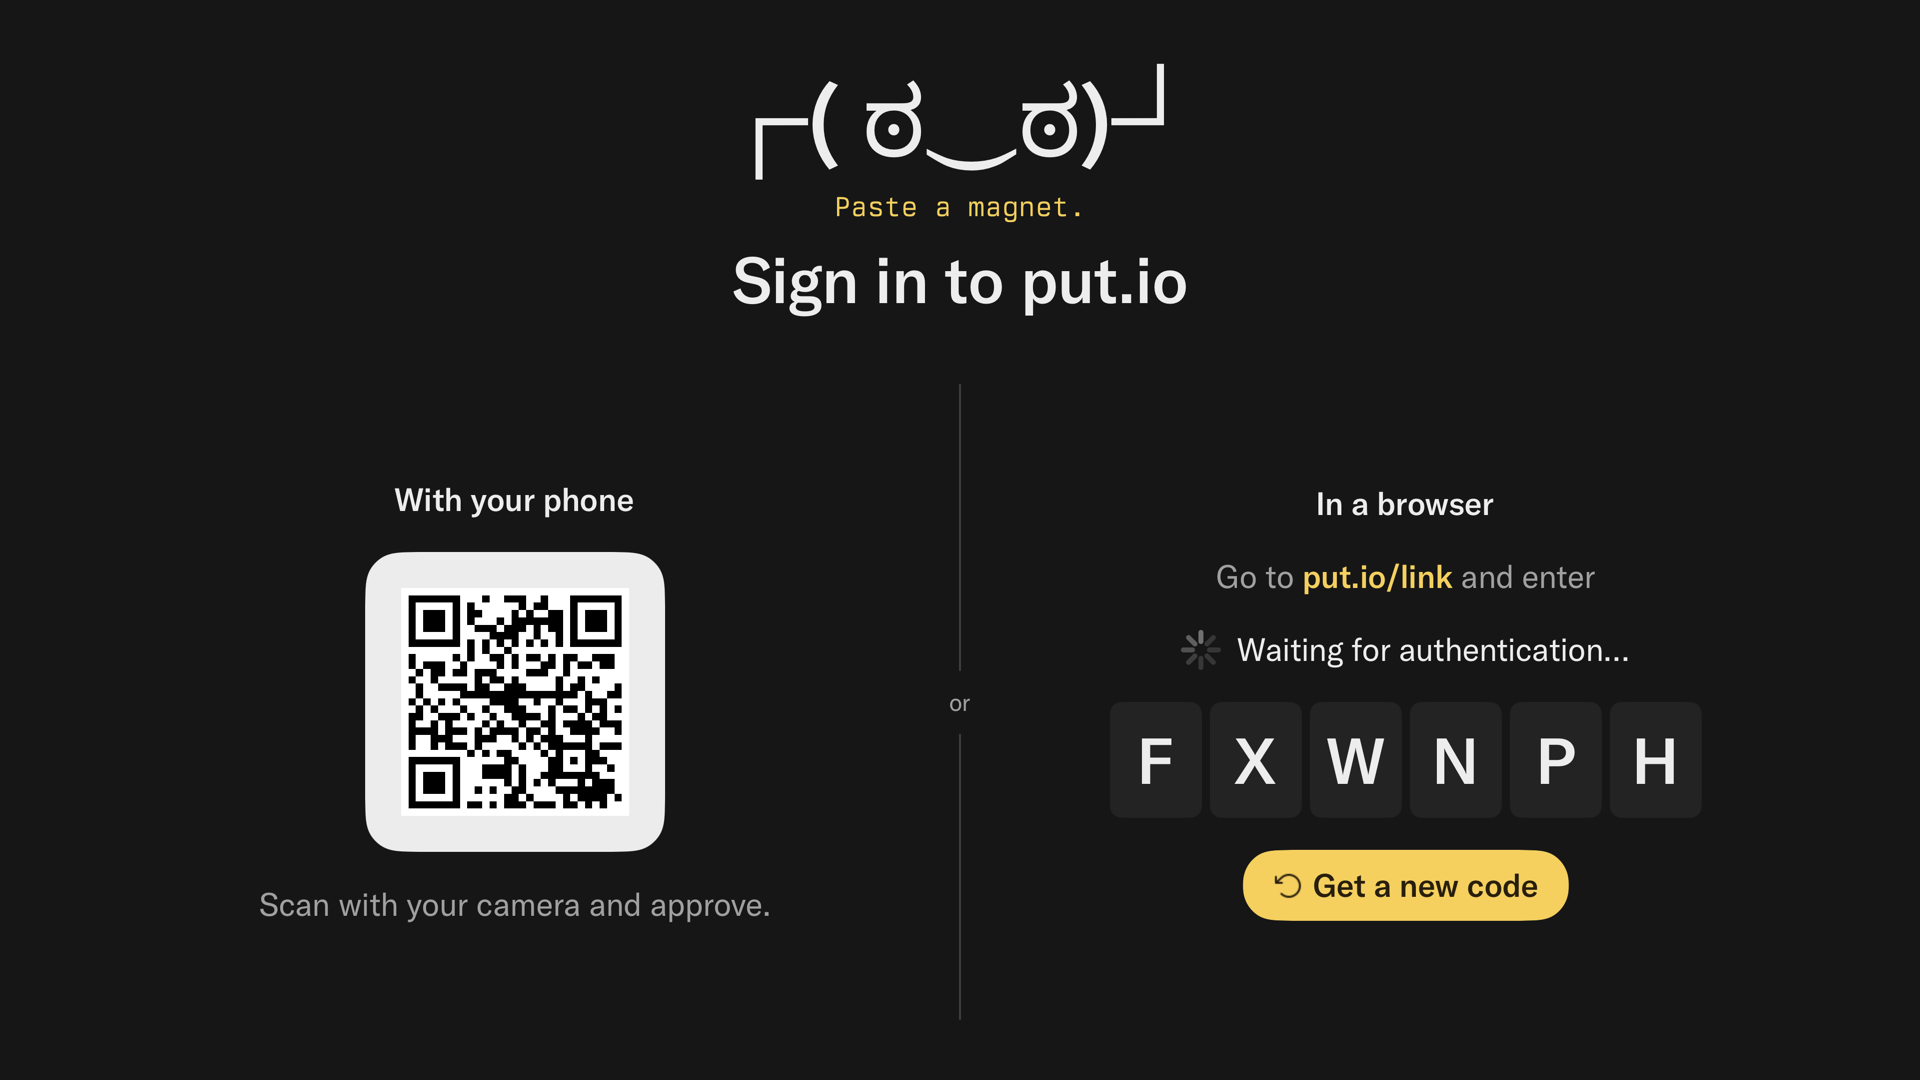 ┌─( ಠ‿ಠ)─┘
Paste a magnet.
Sign in to put.io
With your phone
Scan with your camera and approve.
or
In a browser
Go to put.io/link and enter
Waiting for authentication...
F X W N P H
Get a new code